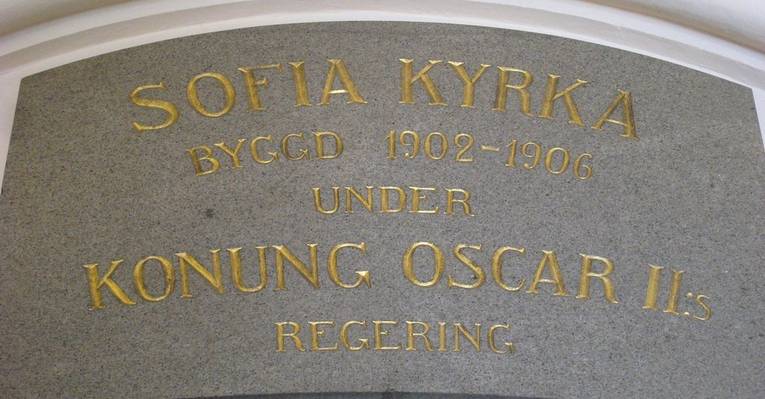 SOFIA KYRKA
BYGGD 1902-1906
UNDER
KONUNG OSCAR II:S
REGERING